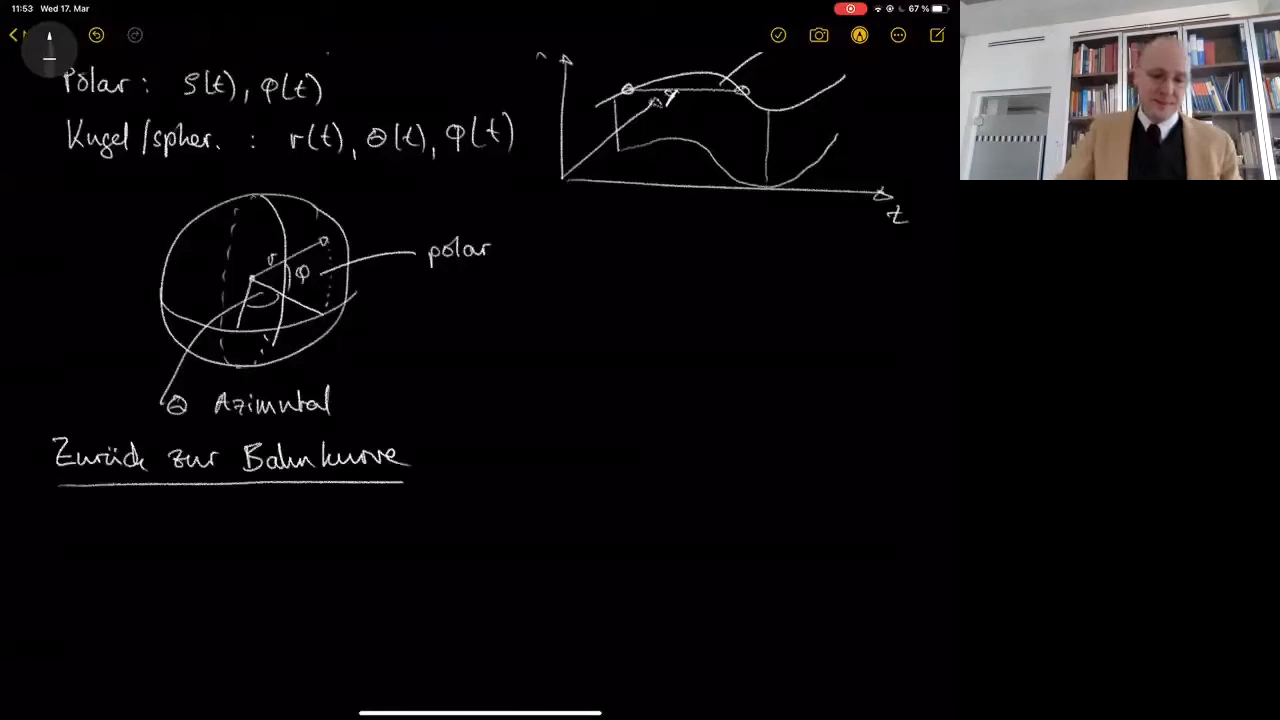 11:53 Wed 17. Mar
67 %
Polar : ρ(t), φ(t)
Kugel/spher. : r(t), Θ(t), φ(t)
y
t
r
φ
polar
Θ Azimutal
Zurück zur Bahnkurve